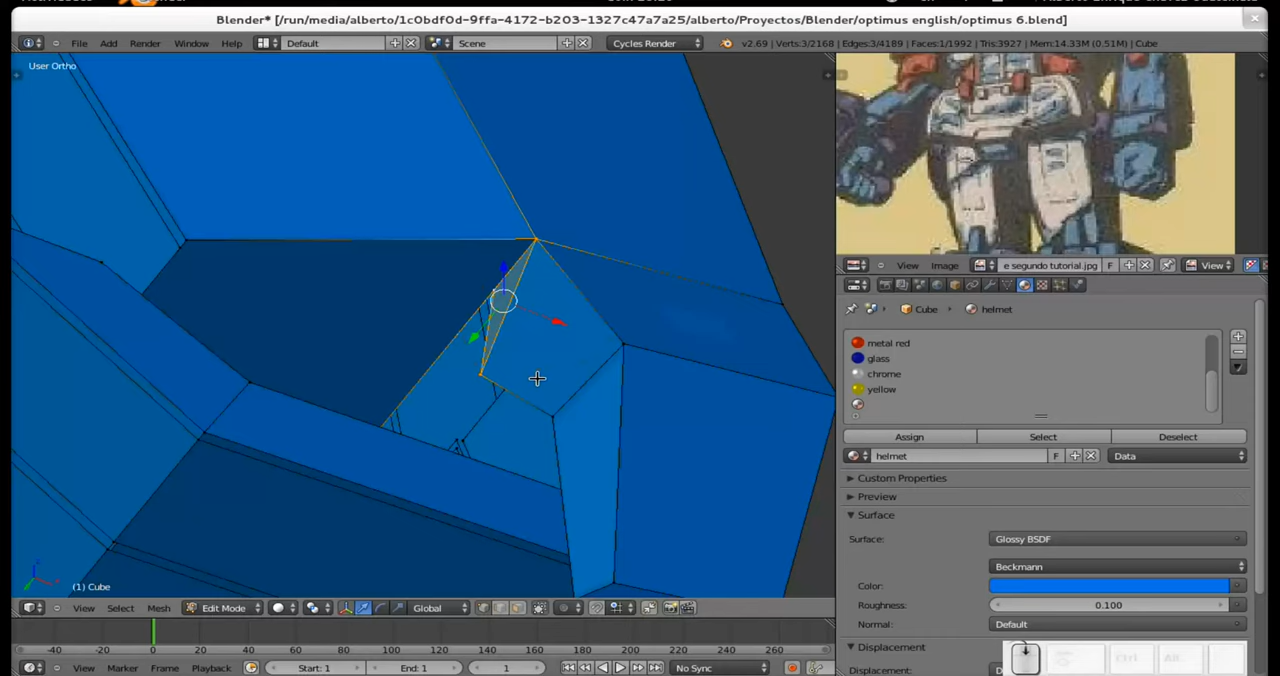 Blender* [/run/media/alberto/1c0bdf0d-9ffa-4172-b203-1327c47a7a25/alberto/Proyectos/Blender/optimus english/optimus 6.blend]
File Add Render Window Help Default Scene Cycles Render v2.69 | Verts:3/2168 | Edges:3/4189 | Faces:1/1992 | Tris:3927 | Mem:14.33M (0.51M) | Cube
User Ortho
View Image e segundo tutorial.jpg F View
Cube helmet
metal red
glass
chrome
yellow
Assign Select Deselect
helmet F Data
Custom Properties
Preview
Surface
Surface: Glossy BSDF
Beckmann
Color:
Roughness: 0.100
Normal: Default
Displacement
(1) Cube
View Select Mesh Edit Mode Global
-40 -20 0 20 40 60 80 100 120 140 160 180 200 220 240 260
View Marker Frame Playback Start: 1 End: 1 1 No Sync
Ctrl